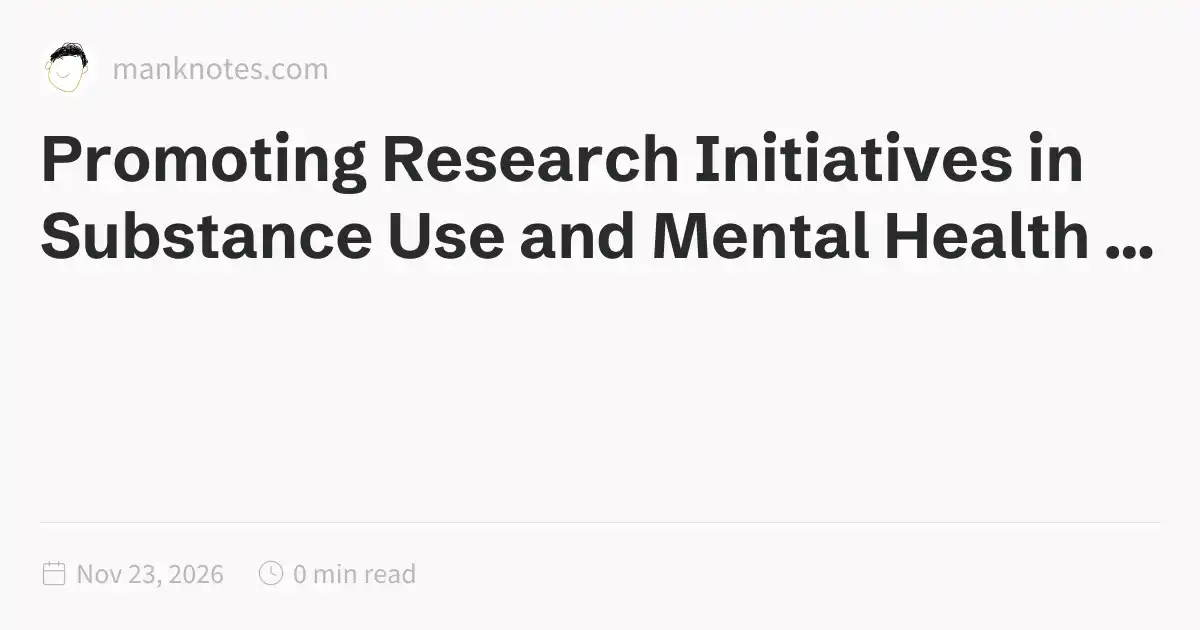 manknotes.com
Promoting Research Initiatives in
Substance Use and Mental Health ...
Nov 23, 2026 0 min read